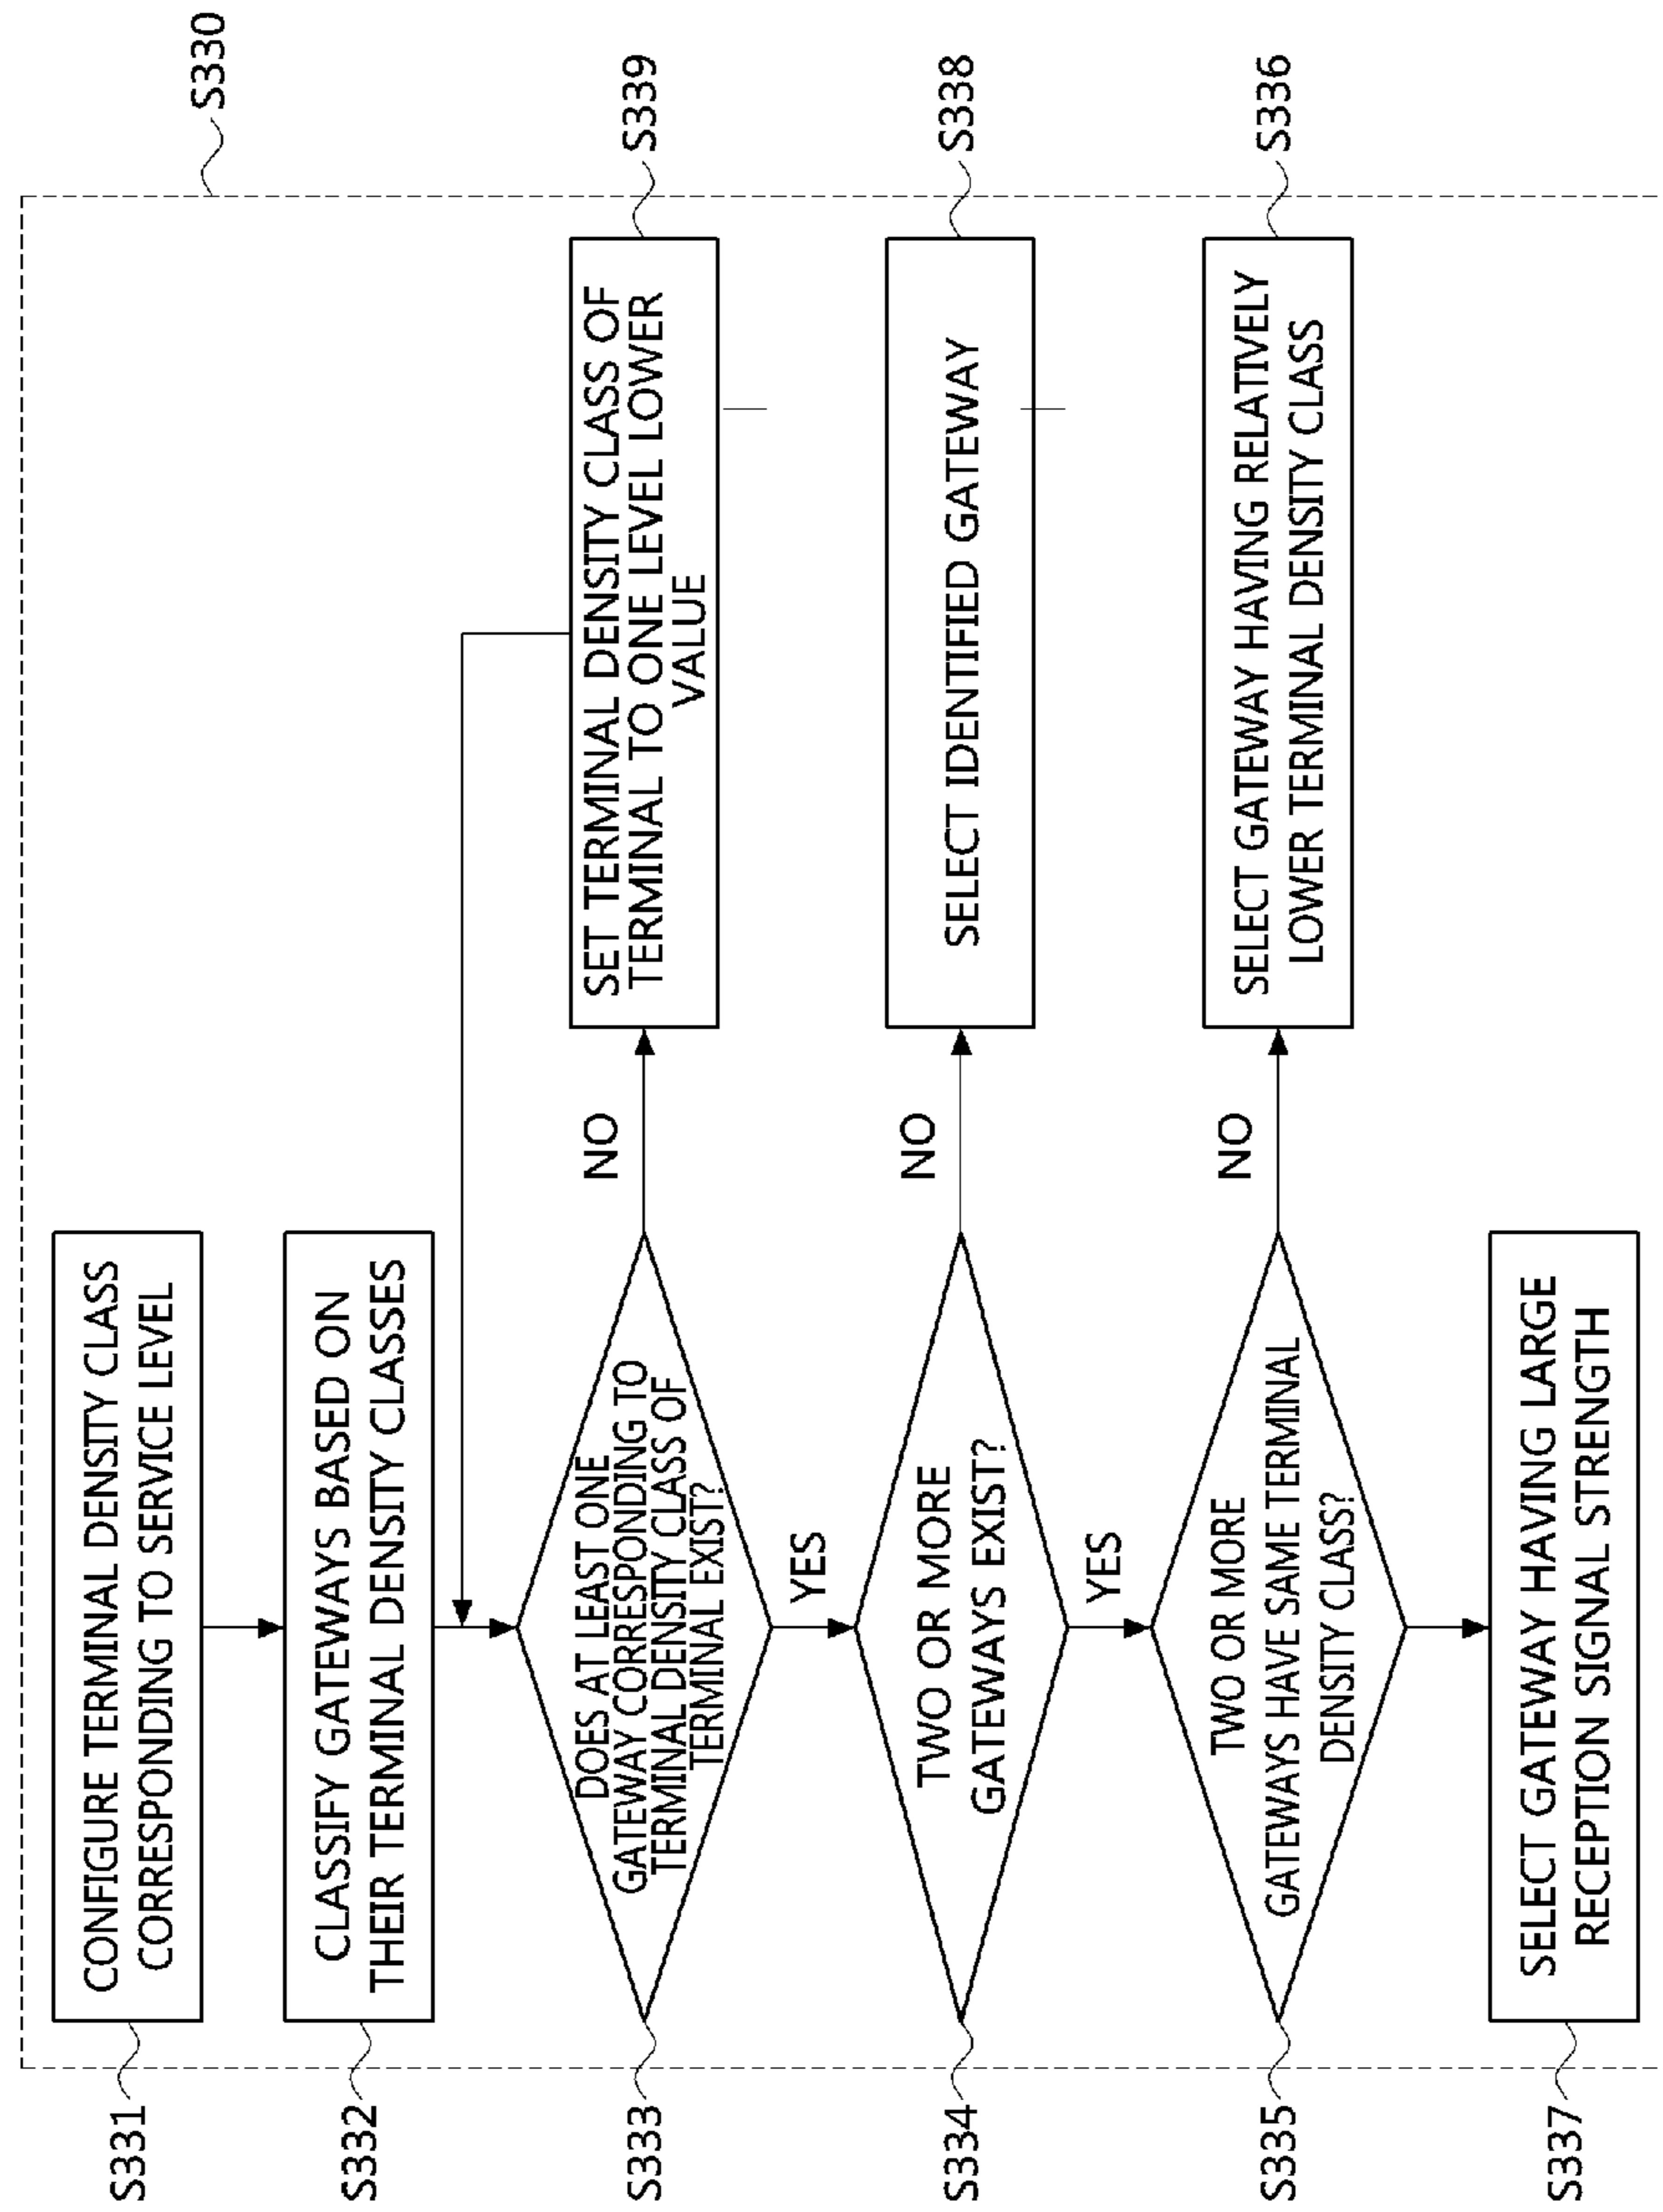 S330
S331
CONFIGURE TERMINAL DENSITY CLASS
CORRESPONDING TO SERVICE LEVEL
S332
CLASSIFY GATEWAYS BASED ON
THEIR TERMINAL DENSITY CLASSES
S333
DOES AT LEAST ONE
GATEWAY CORRESPONDING TO
TERMINAL DENSITY CLASS OF
TERMINAL EXIST?
NO
SET TERMINAL DENSITY CLASS OF
TERMINAL TO ONE LEVEL LOWER
VALUE
S339
YES
S334
TWO OR MORE
GATEWAYS EXIST?
NO
SELECT IDENTIFIED GATEWAY
S338
YES
S335
TWO OR MORE
GATEWAYS HAVE SAME TERMINAL
DENSITY CLASS?
NO
SELECT GATEWAY HAVING RELATIVELY
LOWER TERMINAL DENSITY CLASS
S336
S337
SELECT GATEWAY HAVING LARGE
RECEPTION SIGNAL STRENGTH